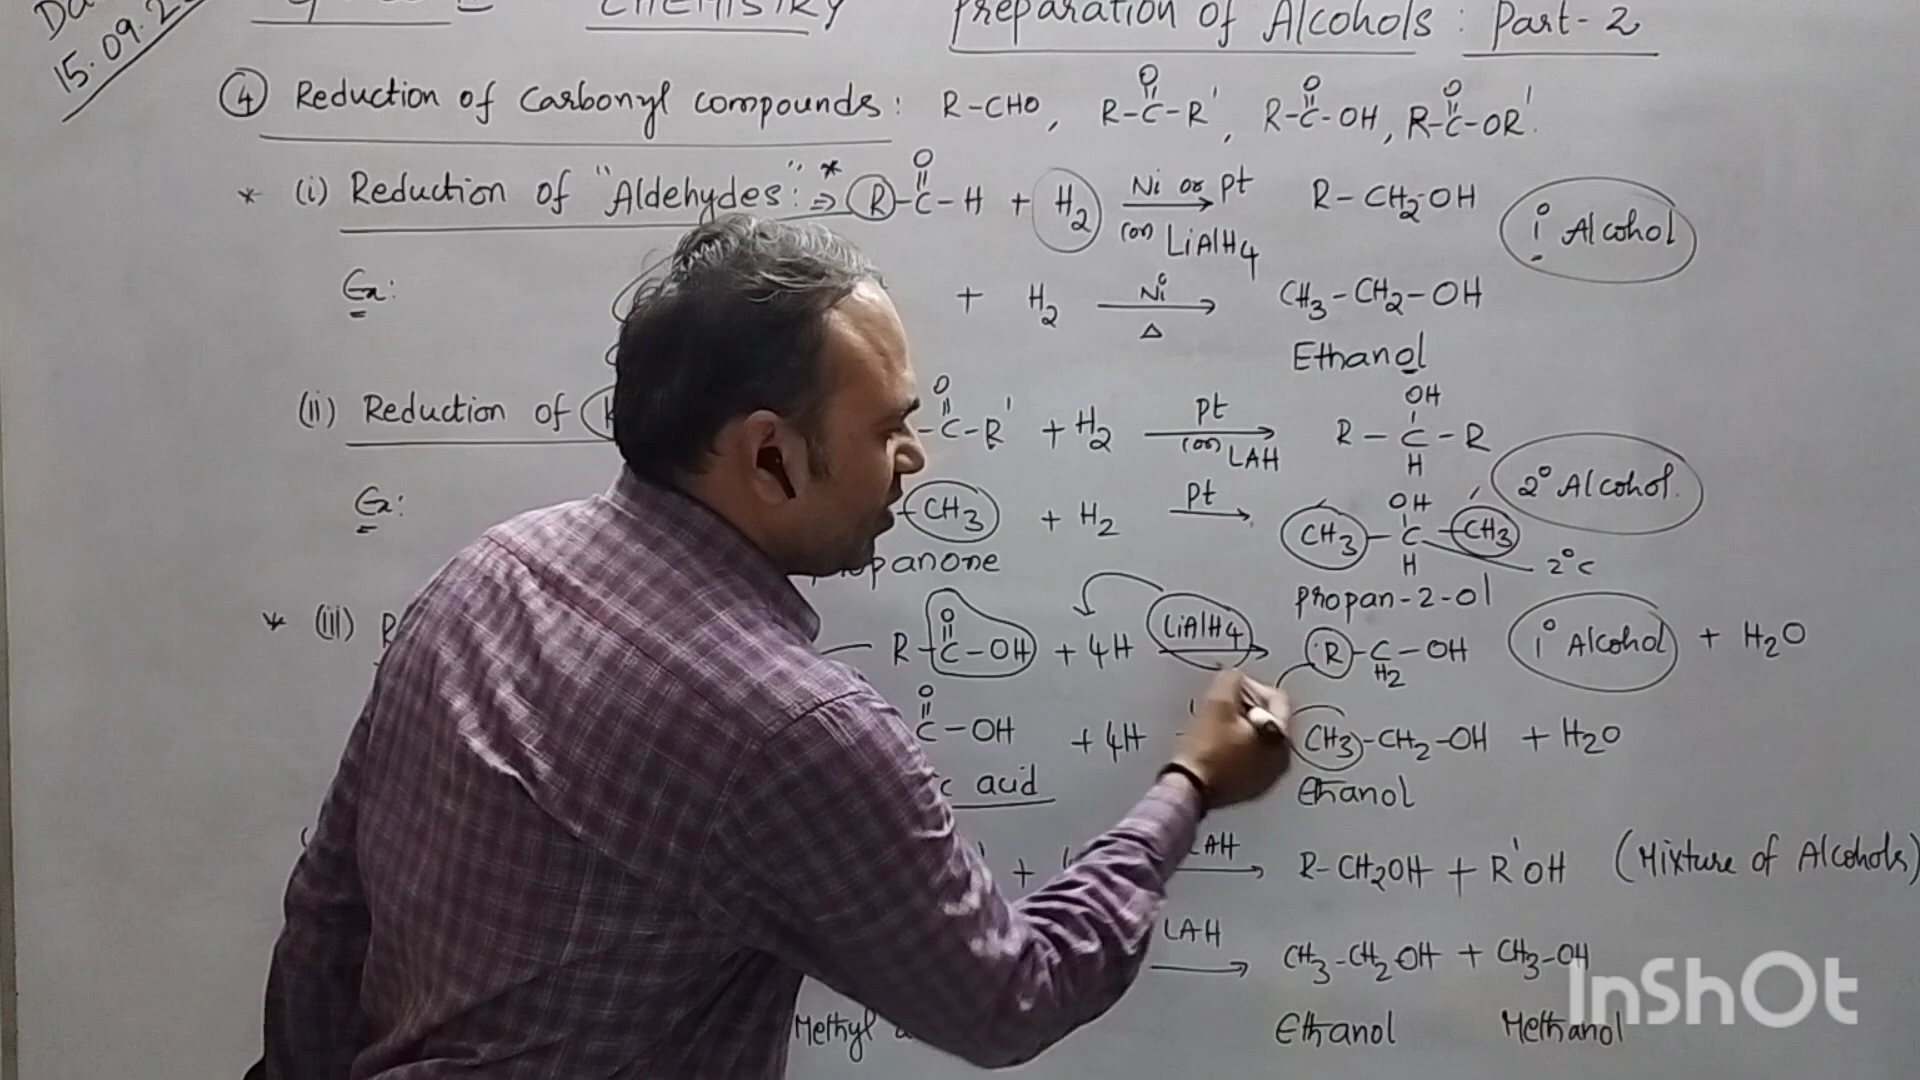 15.09.2
CHEMISTRY Preparation of Alcohols : Part-2
④ Reduction of Carbonyl compounds: R-CHO, R-C(=O)-R', R-C(=O)-OH, R-C(=O)-OR'.
* (i) Reduction of "Aldehydes:" * ⇒ R-C(=O)-H + H₂ →[Ni or Pt (or) LiAlH₄] R-CH₂-OH 1° Alcohol
Ex: + H₂ →[Ni, Δ] CH₃-CH₂-OH
Ethanol
(ii) Reduction of -C(=O)-R' + H₂ →[Pt (or) LAH] R-C(OH)(H)-R 2° Alcohol.
Ex: CH₃ + H₂ →[Pt] CH₃-C(OH)(H)-CH₃ 2°C
panone Propan-2-ol
* (iii) R R-C(=O)-OH + 4H →[LiAlH₄] R-C(H₂)-OH 1° Alcohol + H₂O
C(=O)-OH + 4H CH₃-CH₂-OH + H₂O
acid Ethanol
+ LAH → R-CH₂OH + R'OH (Mixture of Alcohols)
LAH → CH₃-CH₂OH + CH₃-OH
Methyl Ethanol Methanol
InShOt